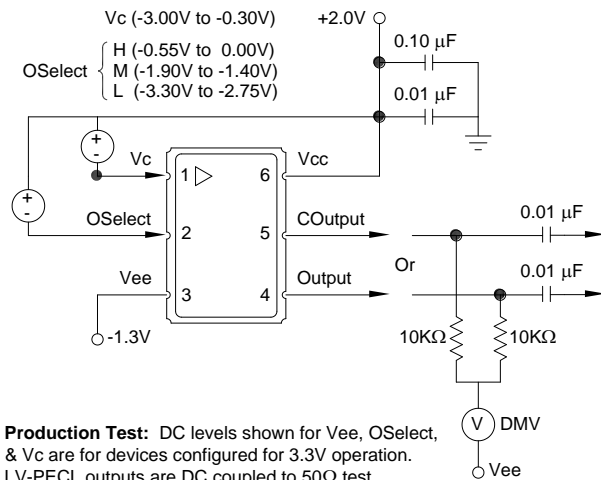 Vc (-3.00V to -0.30V)
+2.0V
OSelect
H (-0.55V to 0.00V)
M (-1.90V to -1.40V)
L (-3.30V to -2.75V)
0.10 µF
0.01 µF
+
-
Vc
1
6
Vcc
+
-
OSelect
2
5
COutput
0.01 µF
Or
Vee
3
4
Output
0.01 µF
-1.3V
10KΩ
10KΩ
V
DMV
Vee
Production Test: DC levels shown for Vee, OSelect,
& Vc are for devices configured for 3.3V operation.
LV-PECL outputs are DC coupled to 50Ω test